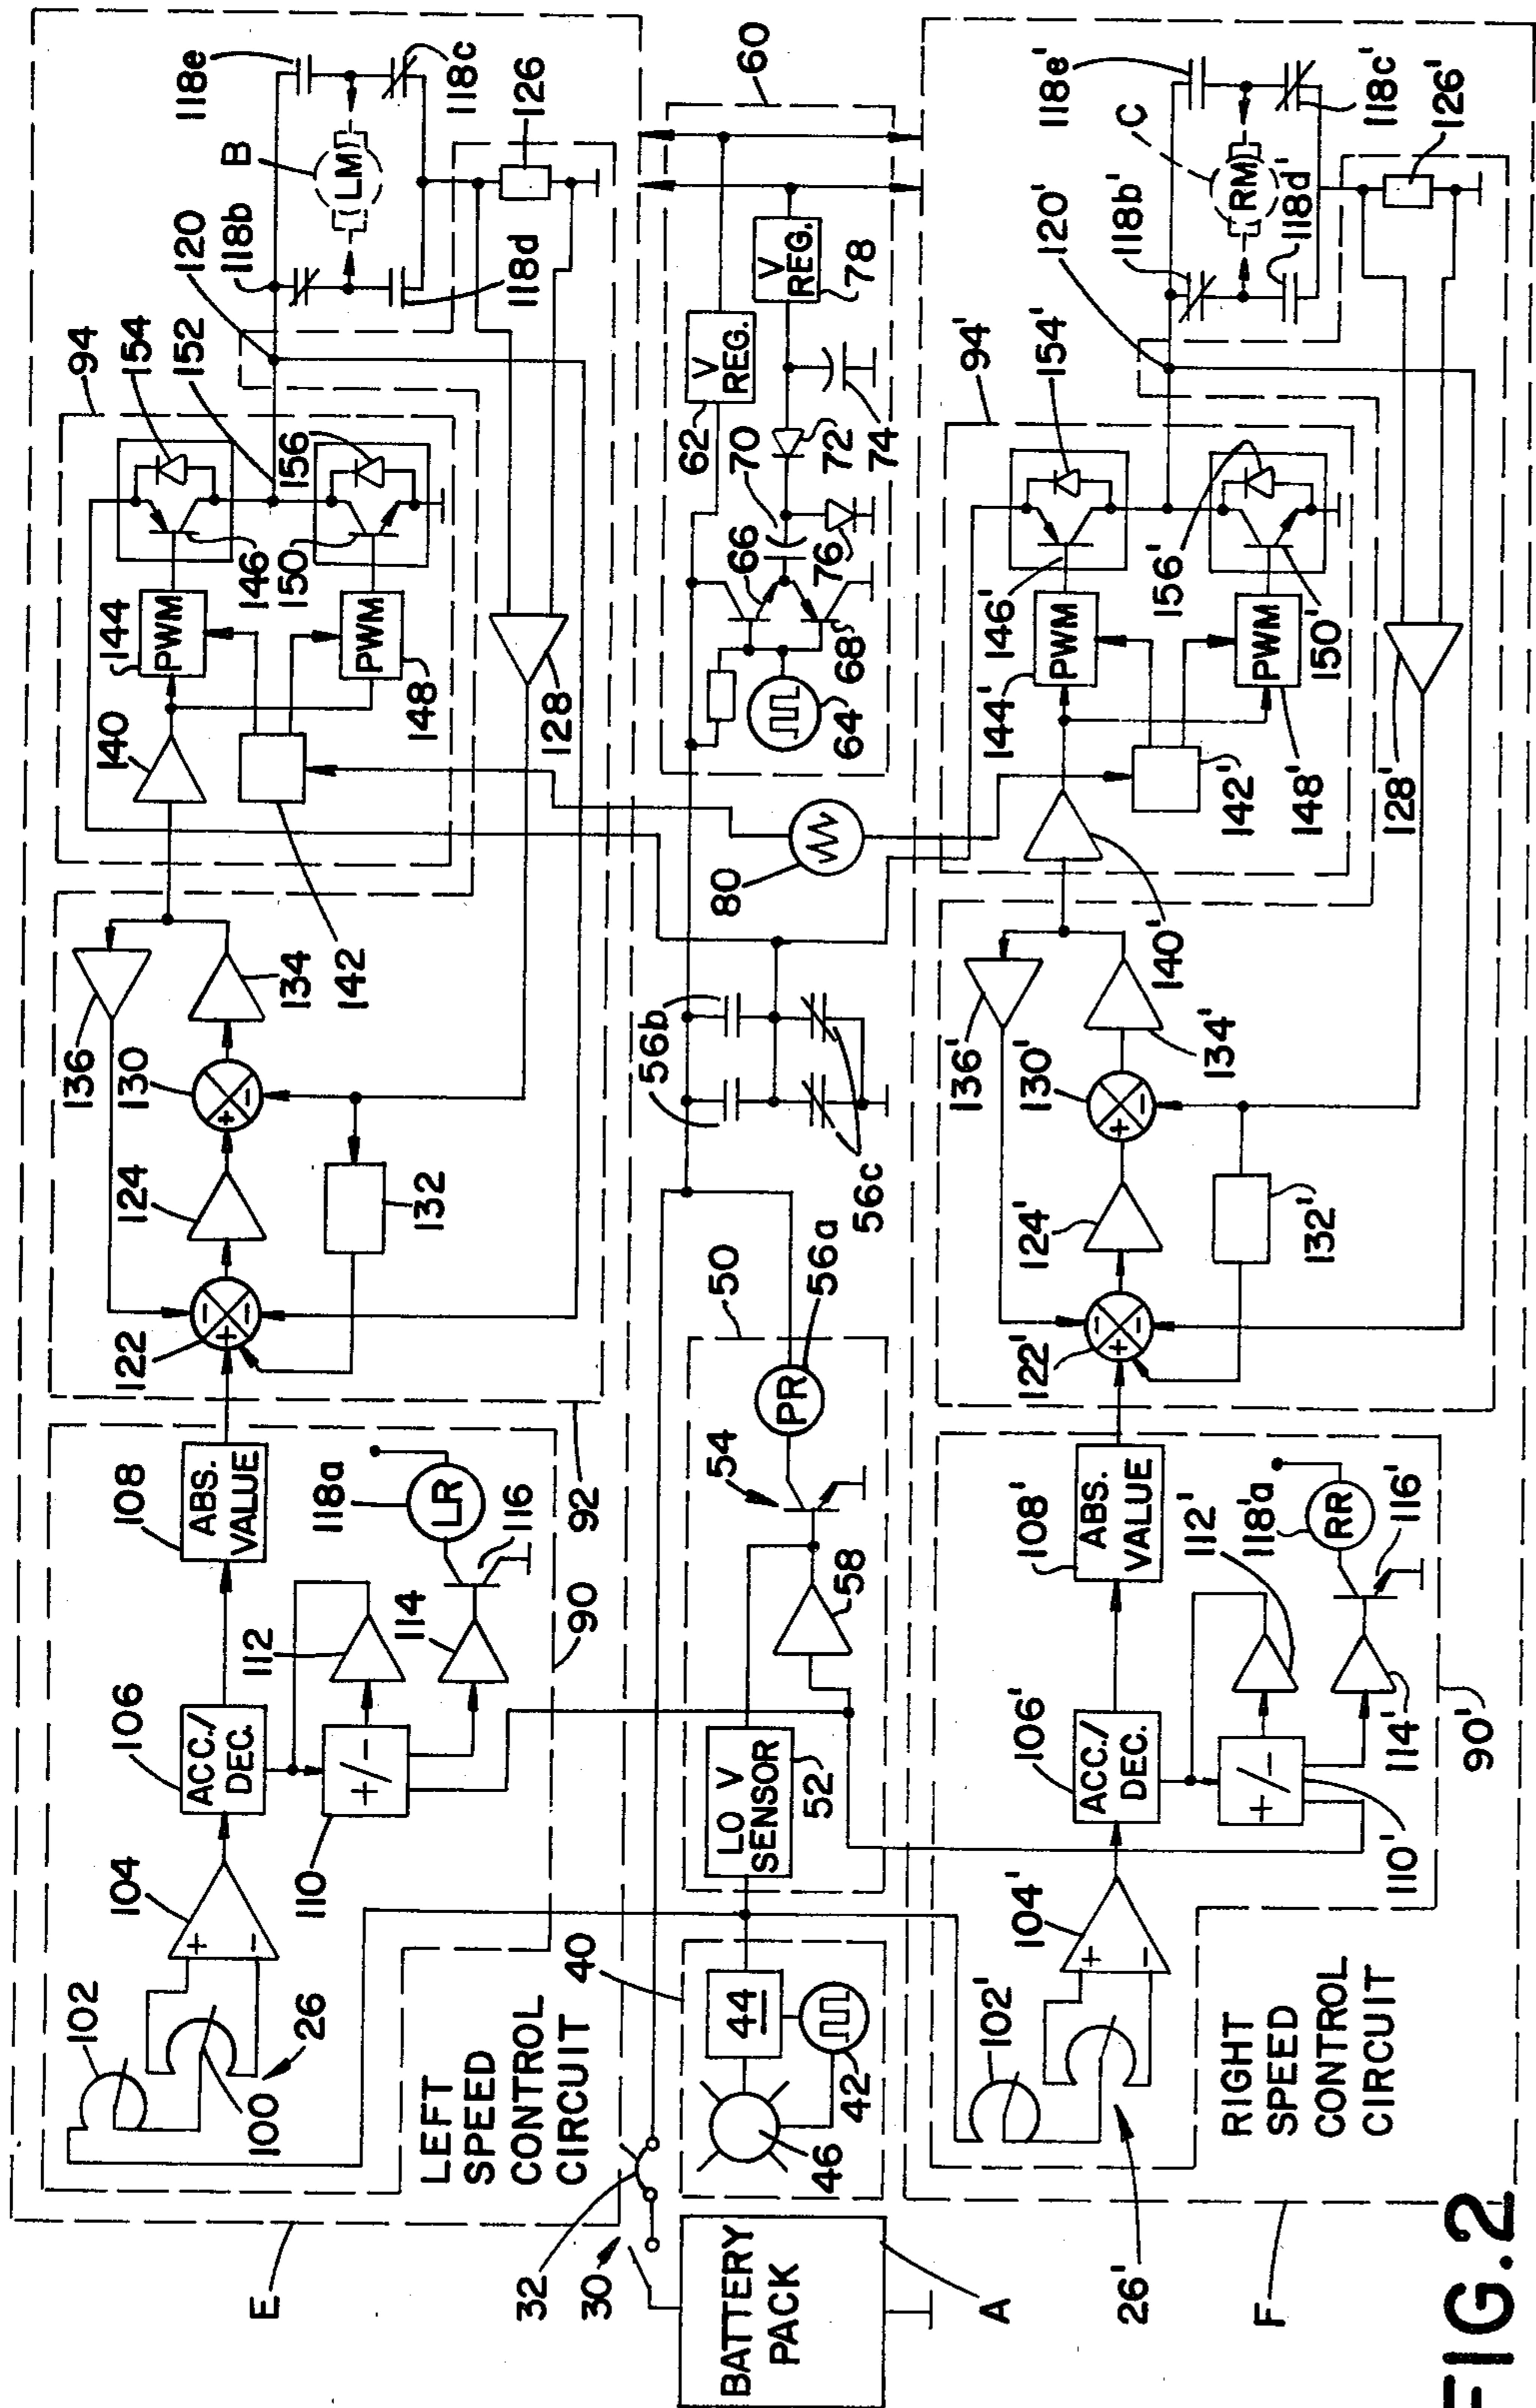 E
102
100
26
104
106
ACC./
DEC.
108
ABS.
VALUE
110
+/-
112
114
116
118a
LR
90
92
LEFT
SPEED
CONTROL
CIRCUIT
+
-
122
+
-
-
124
130
+
-
132
134
136
94
140
142
144
PWM
146
148
PWM
150
152
154
156
120
118b
118d
B
LM
118e
118c
126
128
32
30
BATTERY
PACK
A
40
44
42
46
50
LO V
SENSOR
52
54
58
PR
56a
56b
56c
80
60
62
V
REG.
64
66
68
70
72
74
76
V
REG.
78
F
102'
26'
104'
+
-
106'
ACC./
DEC.
108'
ABS.
VALUE
110'
+/-
112'
114'
116'
118'a
RR
90'
RIGHT
SPEED
CONTROL
CIRCUIT
122'
+
-
-
124'
130'
+
-
132'
134'
136'
94'
140'
142'
144'
PWM
146'
148'
PWM
150'
154'
156'
120'
118b'
118d'
C
RM
118e'
118c'
126'
128'
FIG.2